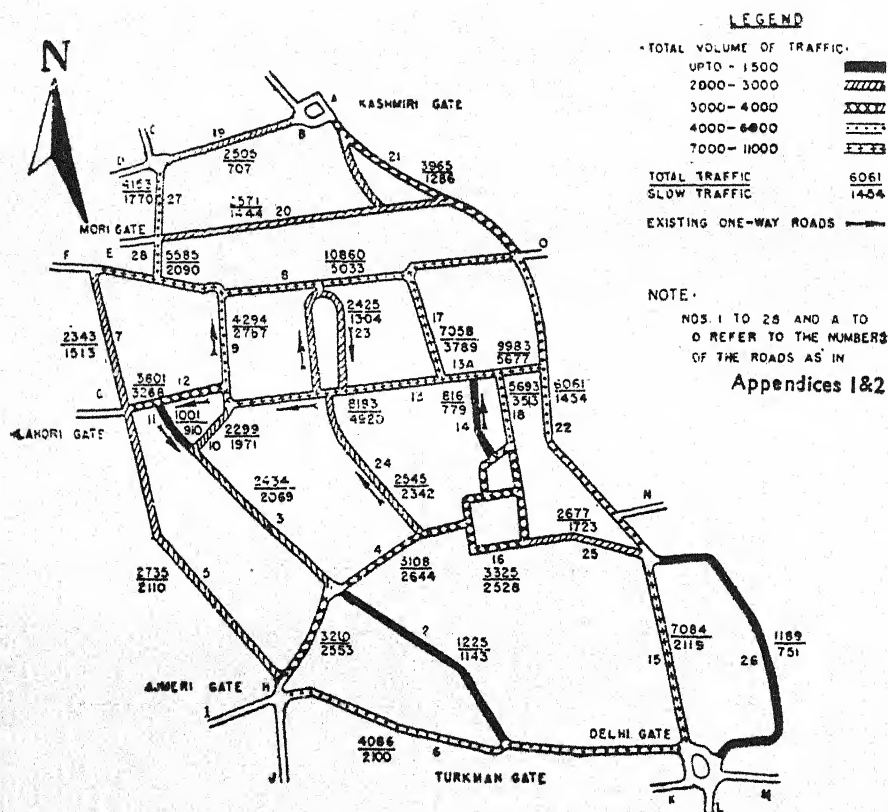 LEGEND
TOTAL VOLUME OF TRAFFIC.
UPTO - 1500
2000 - 3000
3000 - 4000
4000 - 6000
7000 - 11000
TOTAL TRAFFIC 6061
SLOW TRAFFIC 1454
EXISTING ONE-WAY ROADS
NOTE.
NOS. 1 TO 28 AND A TO
O REFER TO THE NUMBERS
OF THE ROADS AS IN
Appendices 1&2
N
A
KASHMIRI GATE
B
C
19
2505
707
D
21
3965
1286
4153
1770
27
2571
1444
20
MORI GATE
E
28
F
5585
2090
8
10860
5033
O
2343
1513
7
4294
2767
9
2425
1304
23
17
7058
3789
9983
5677
13A
3601
3268
12
G
11
1001
910
10
LAHORI GATE
2299
1971
8193
4920
13
816
779
14
5693
3513
18
6061
1454
22
2434
2069
3
24
2545
2342
N
2677
1723
25
4
3108
2644
16
3325
2528
2735
2110
5
3210
2553
2
1225
1143
15
7084
2119
26
1189
751
AJMERI GATE
H
I
J
4086
2100
6
TURKMAN GATE
DELHI GATE
K
L
M